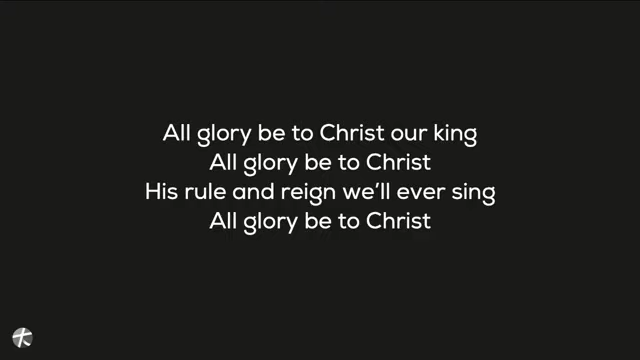 All glory be to Christ our king
All glory be to Christ
His rule and reign we'll ever sing
All glory be to Christ